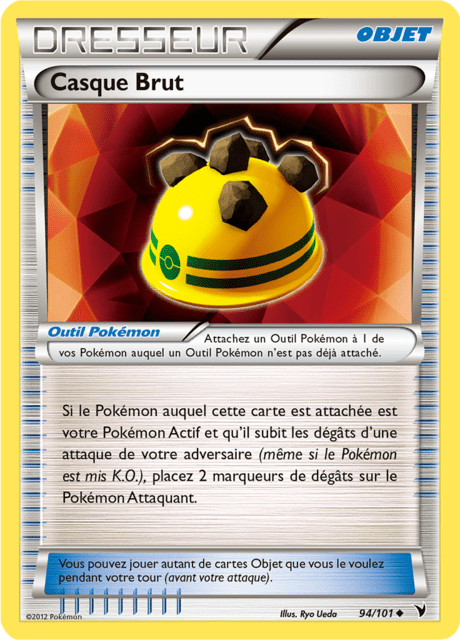 DRESSEUR
OBJET
Casque Brut
Outil Pokémon
Attachez un Outil Pokémon à 1 de
vos Pokémon auquel un Outil Pokémon n'est pas déjà attaché.
Si le Pokémon auquel cette carte est attachée est
votre Pokémon Actif et qu'il subit les dégâts d'une
attaque de votre adversaire (même si le Pokémon
est mis K.O.), placez 2 marqueurs de dégâts sur le
Pokémon Attaquant.
Vous pouvez jouer autant de cartes Objet que vous le voulez
pendant votre tour (avant votre attaque).
©2012 Pokémon
Illus. Ryo Ueda
94/101